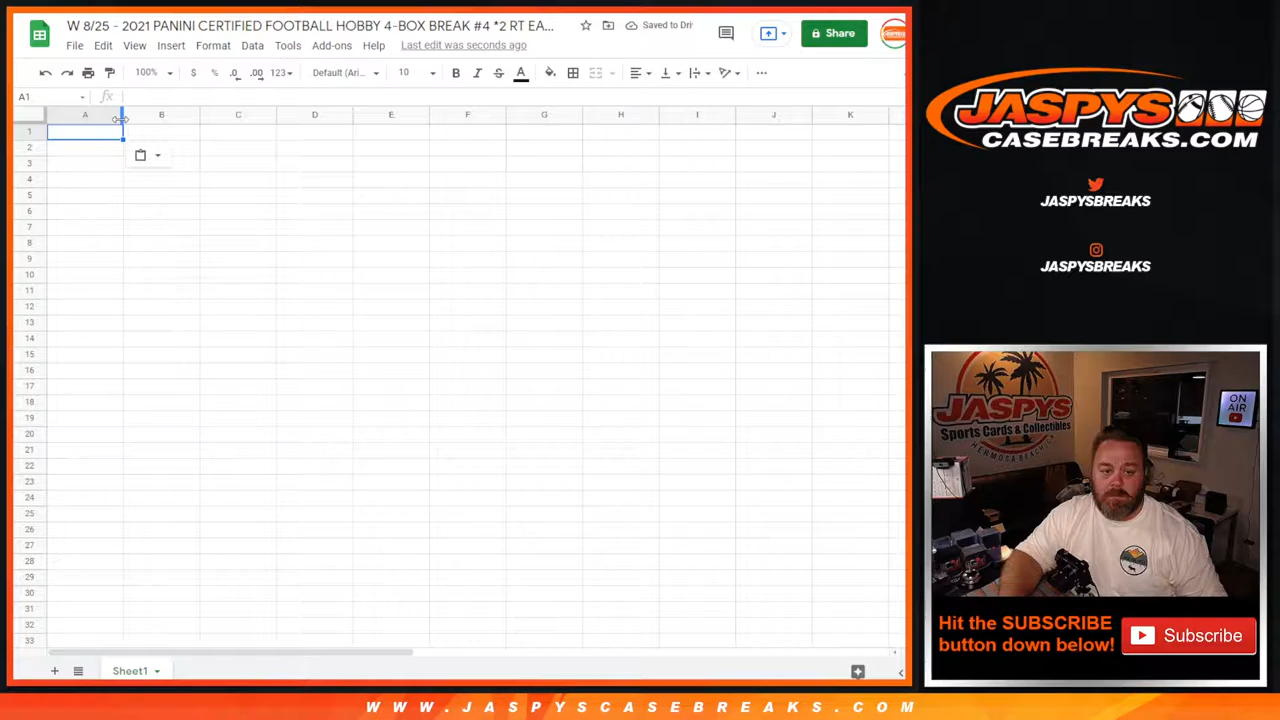 W 8/25 - 2021 PANINI CERTIFIED FOOTBALL HOBBY 4-BOX BREAK #4 *2 RT EA...
Saved to Dri
Share
File Edit View Insert Format Data Tools Add-ons Help Last edit was seconds ago
100% $ % .0 .00 123 Default (Ari... 10 B I S A
A1 fx
A B C D E F G H I J K
1
2
3
4
5
6
7
8
9
10
11
12
13
14
15
16
17
18
19
20
21
22
23
24
25
26
27
28
29
30
31
32
33
Sheet1
JASPYS
CASEBREAKS.COM
JASPYSBREAKS
JASPYSBREAKS
JASPYS
Sports Cards & Collectibles
HERMOSA BEACH
ON
AIR
Hit the SUBSCRIBE
button down below!
Subscribe
WWW.JASPYSCASEBREAKS.COM